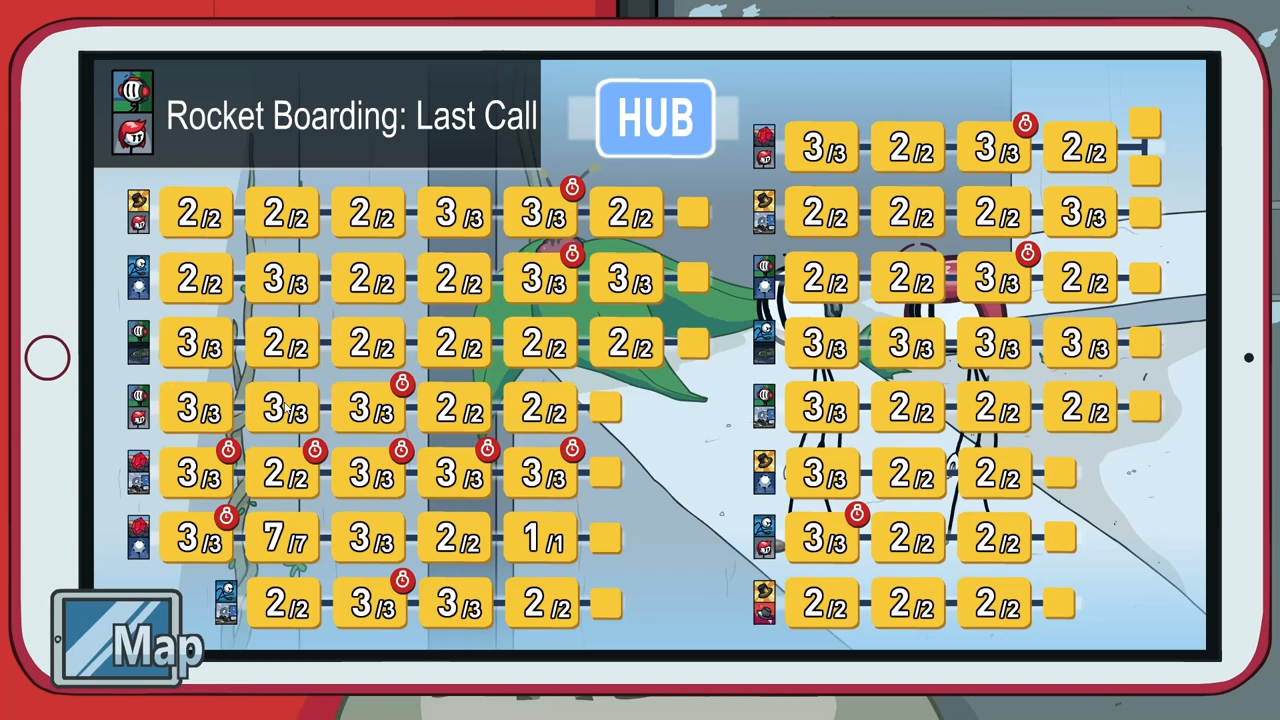 Rocket Boarding: Last Call
HUB
3/3 2/2 3/3 2/2
2/2 2/2 2/2 3/3 3/3 2/2
2/2 2/2 2/2 3/3
2/2 3/3 2/2 2/2 3/3 3/3
2/2 2/2 3/3 2/2
3/3 2/2 2/2 2/2 2/2 2/2
3/3 3/3 3/3 3/3
3/3 3/3 3/3 2/2 2/2
3/3 2/2 2/2 2/2
3/3 2/2 3/3 3/3 3/3
3/3 2/2 2/2
3/3 7/7 3/3 2/2 1/1
3/3 2/2 2/2
2/2 3/3 3/3 2/2
2/2 2/2 2/2
Map